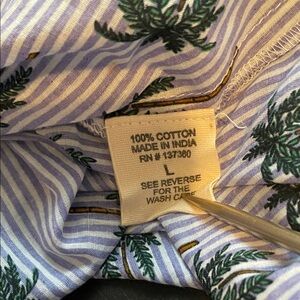 100% COTTON
MADE IN INDIA
RN # 137360
L
SEE REVERSE
FOR THE
WASH CARE